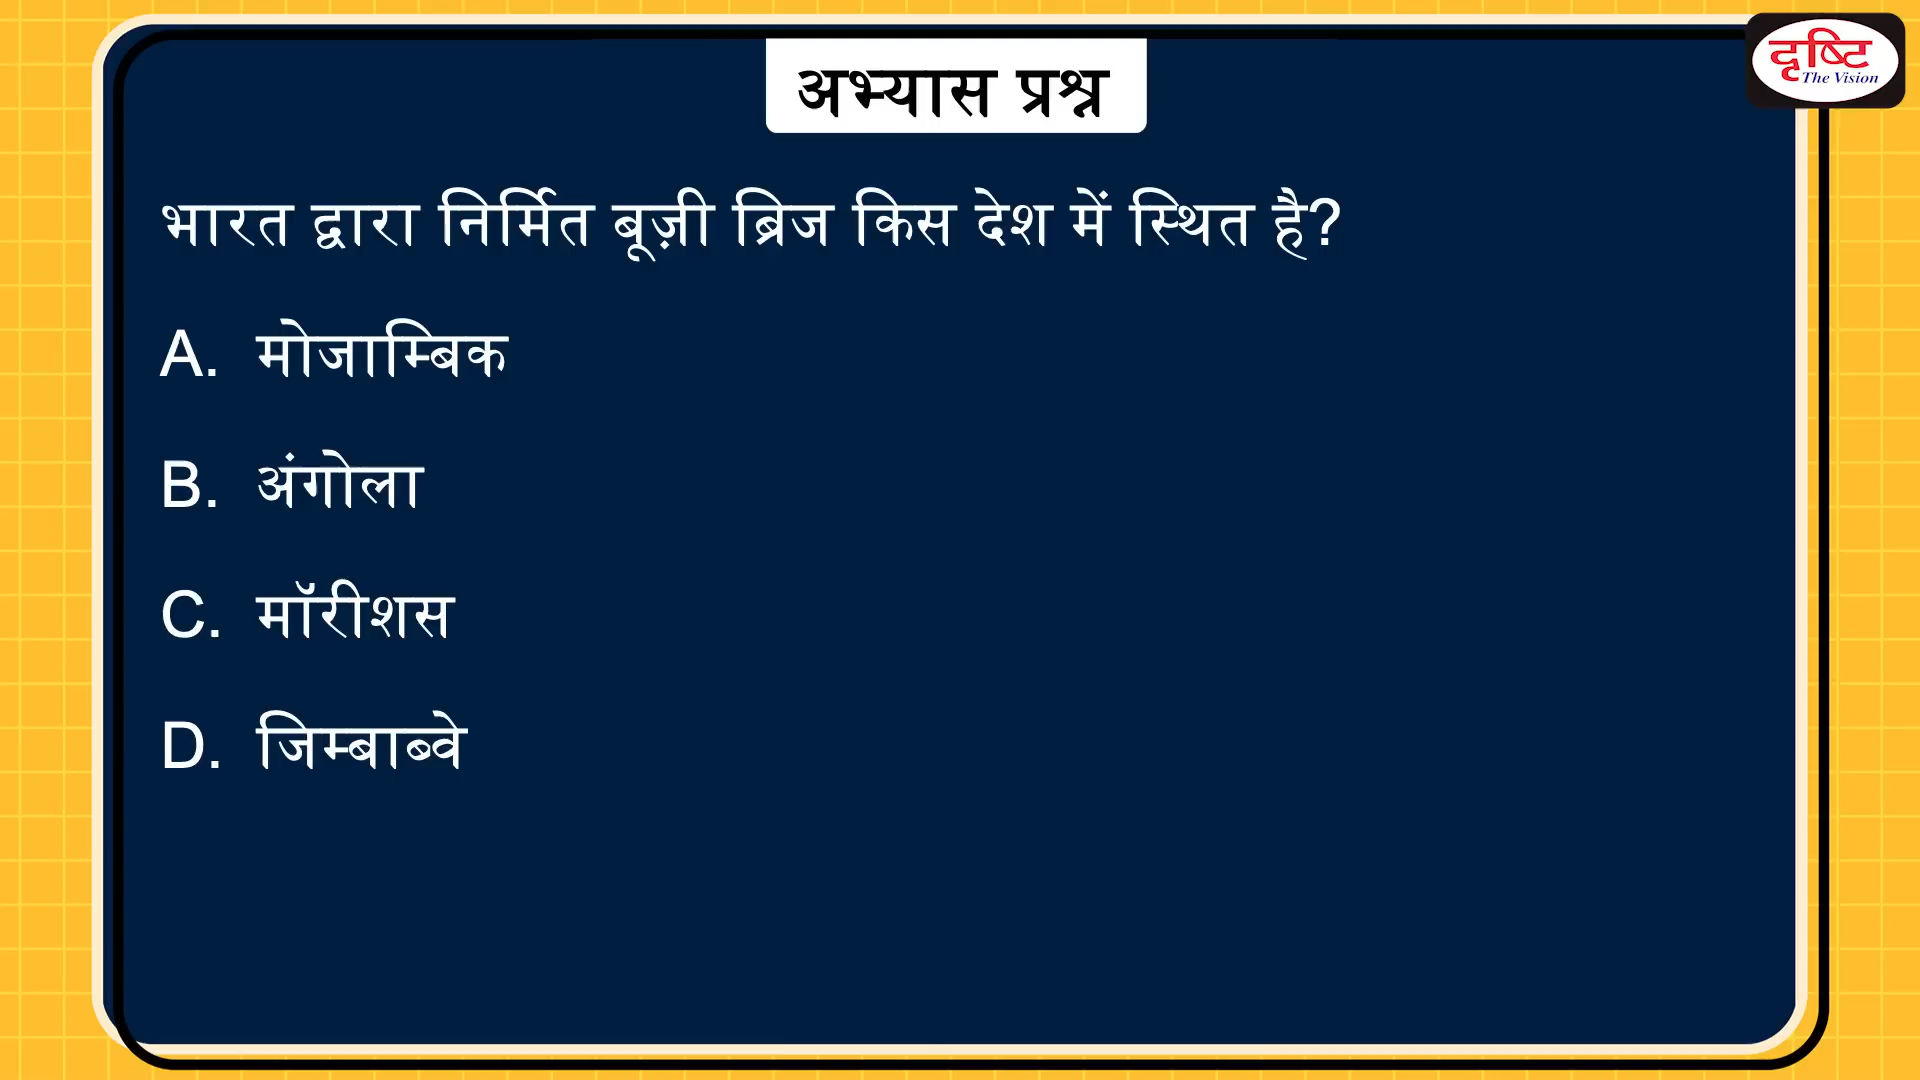 दृष्टि
The Vision
अभ्यास प्रश्न
भारत द्वारा निर्मित बूज़ी ब्रिज किस देश में स्थित है?
A. मोजाम्बिक
B. अंगोला
C. मॉरीशस
D. जिम्बाब्वे